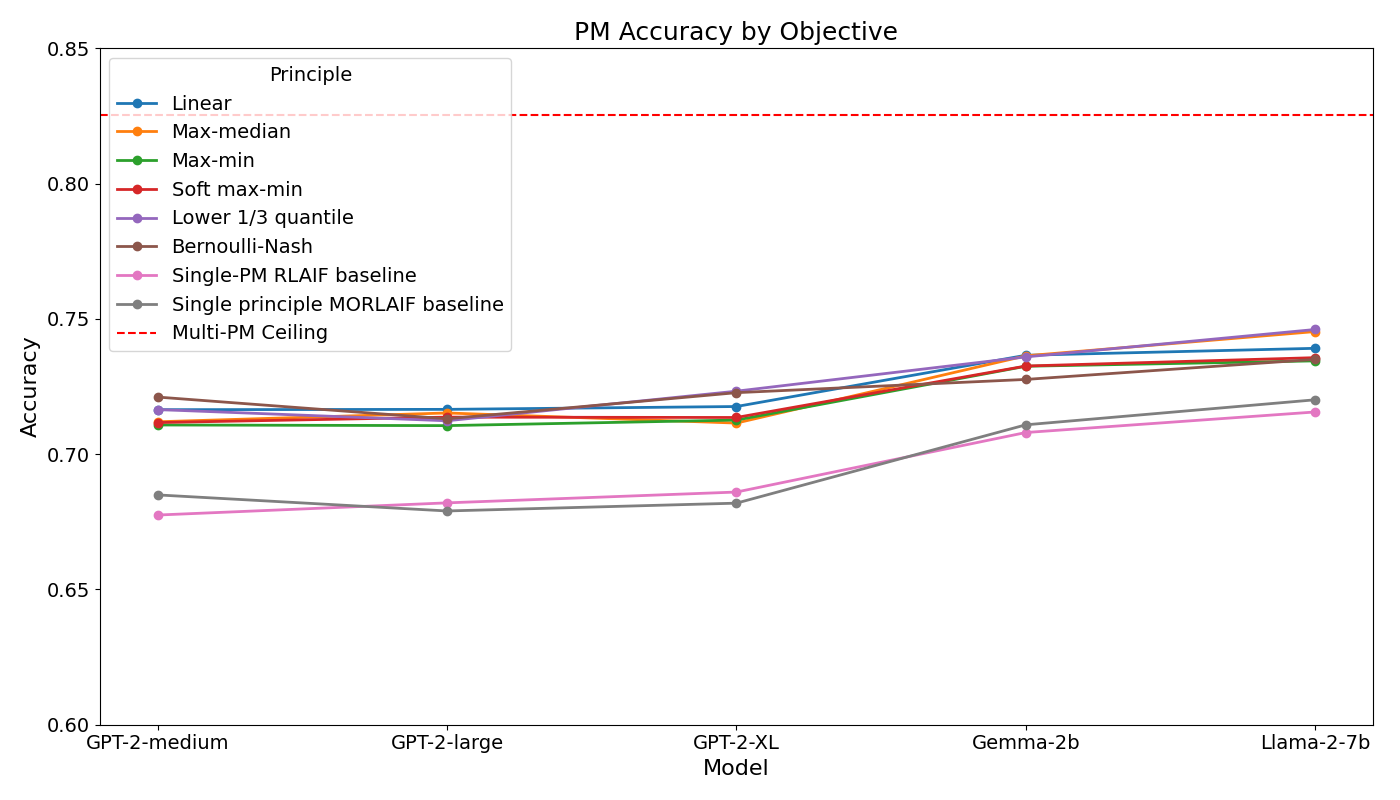 PM Accuracy by Objective
0.85
0.80
0.75
0.70
0.65
0.60
Accuracy
Principle
Linear
Max-median
Max-min
Soft max-min
Lower 1/3 quantile
Bernoulli-Nash
Single-PM RLAIF baseline
Single principle MORLAIF baseline
Multi-PM Ceiling
GPT-2-medium
GPT-2-large
GPT-2-XL
Gemma-2b
Llama-2-7b
Model